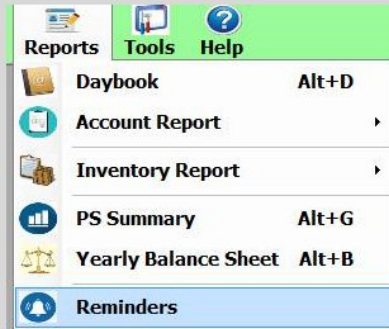 Reports Tools Help
Daybook Alt+D
Account Report
Inventory Report
PS Summary Alt+G
Yearly Balance Sheet Alt+B
Reminders